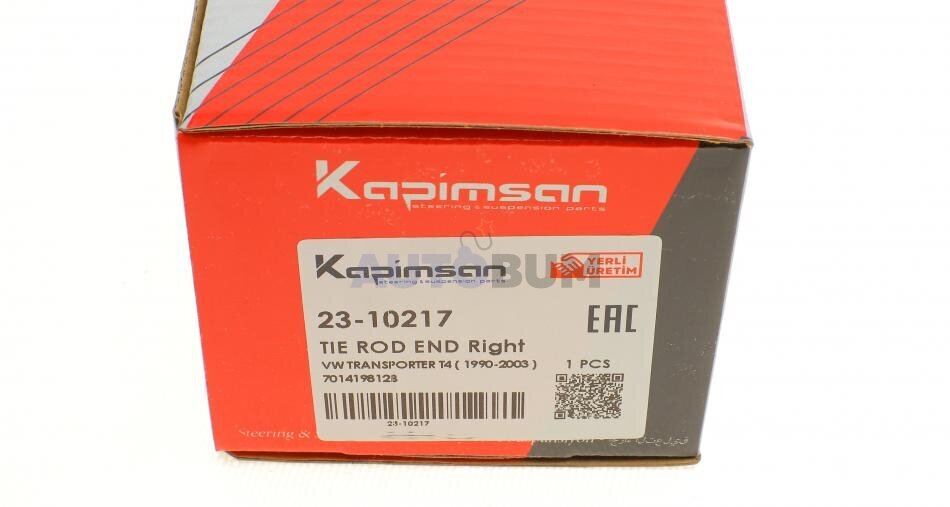 Kapimsan
steering & suspension parts
Kapimsan
steering & suspension parts
YERLİ
ÜRETİM
AUTOBUM
23-10217
EAC
TIE ROD END Right
VW TRANSPORTER T4 ( 1990-2003 )
1 PCS
701419812B
23-10217
Steering &